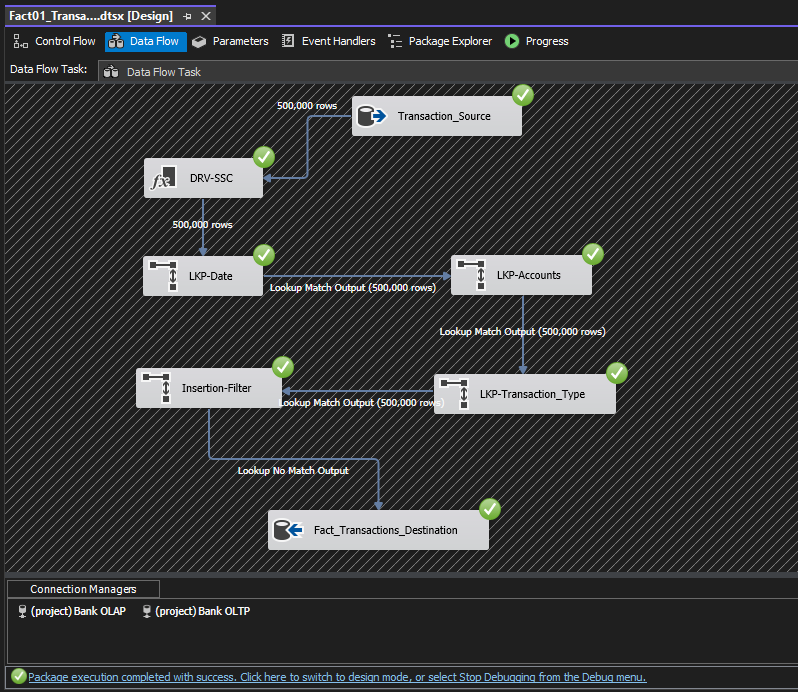 Fact01_Transa....dtsx [Design]
Control Flow
Data Flow
Parameters
Event Handlers
Package Explorer
Progress
Data Flow Task:
Data Flow Task
500,000 rows
Transaction_Source
fx
DRV-SSC
500,000 rows
LKP-Date
LKP-Accounts
Lookup Match Output (500,000 rows)
Lookup Match Output (500,000 rows)
Insertion-Filter
LKP-Transaction_Type
Lookup Match Output (500,000 rows)
Lookup No Match Output
Fact_Transactions_Destination
Connection Managers
(project) Bank OLAP
(project) Bank OLTP
Package execution completed with success. Click here to switch to design mode, or select Stop Debugging from the Debug menu.